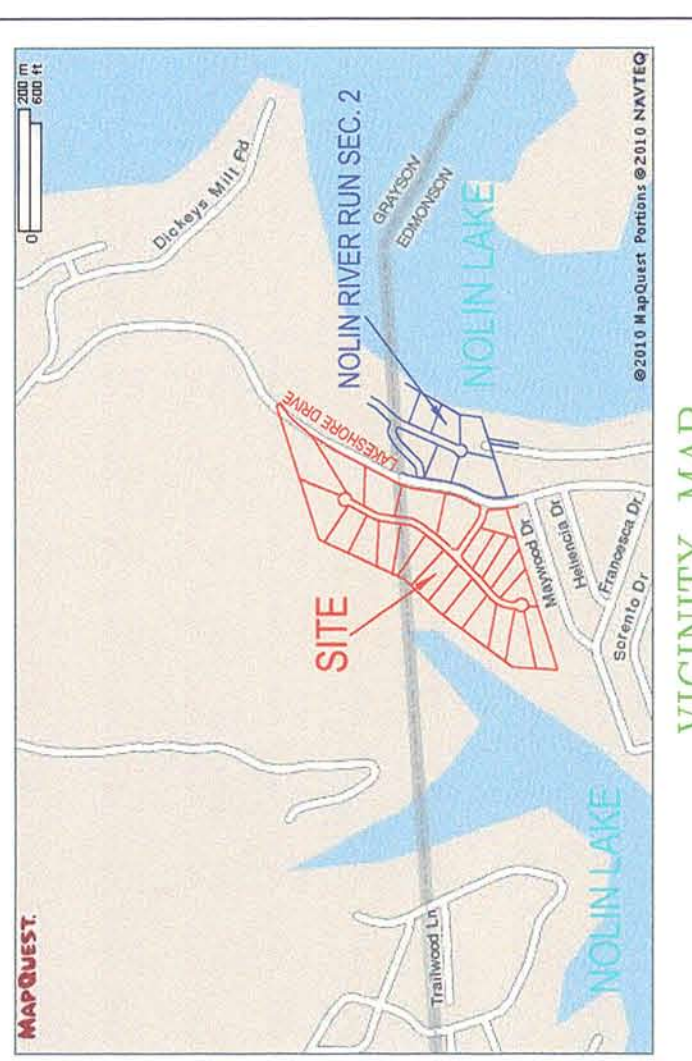 MAPQUEST.
0 200 m
600 ft
Dickeys Mill Rd
NOLIN RIVER RUN SEC. 2
GRAYSON
EDMONSON
LAKESHORE DRIVE
NOLIN LAKE
SITE
Maywood Dr.
Hellencia Dr
Francesca Dr.
Sorento Dr
Trailwood Ln
NOLIN LAKE
©2010 MapQuest Portions ©2010 NAVTEQ
VICINITY MAP